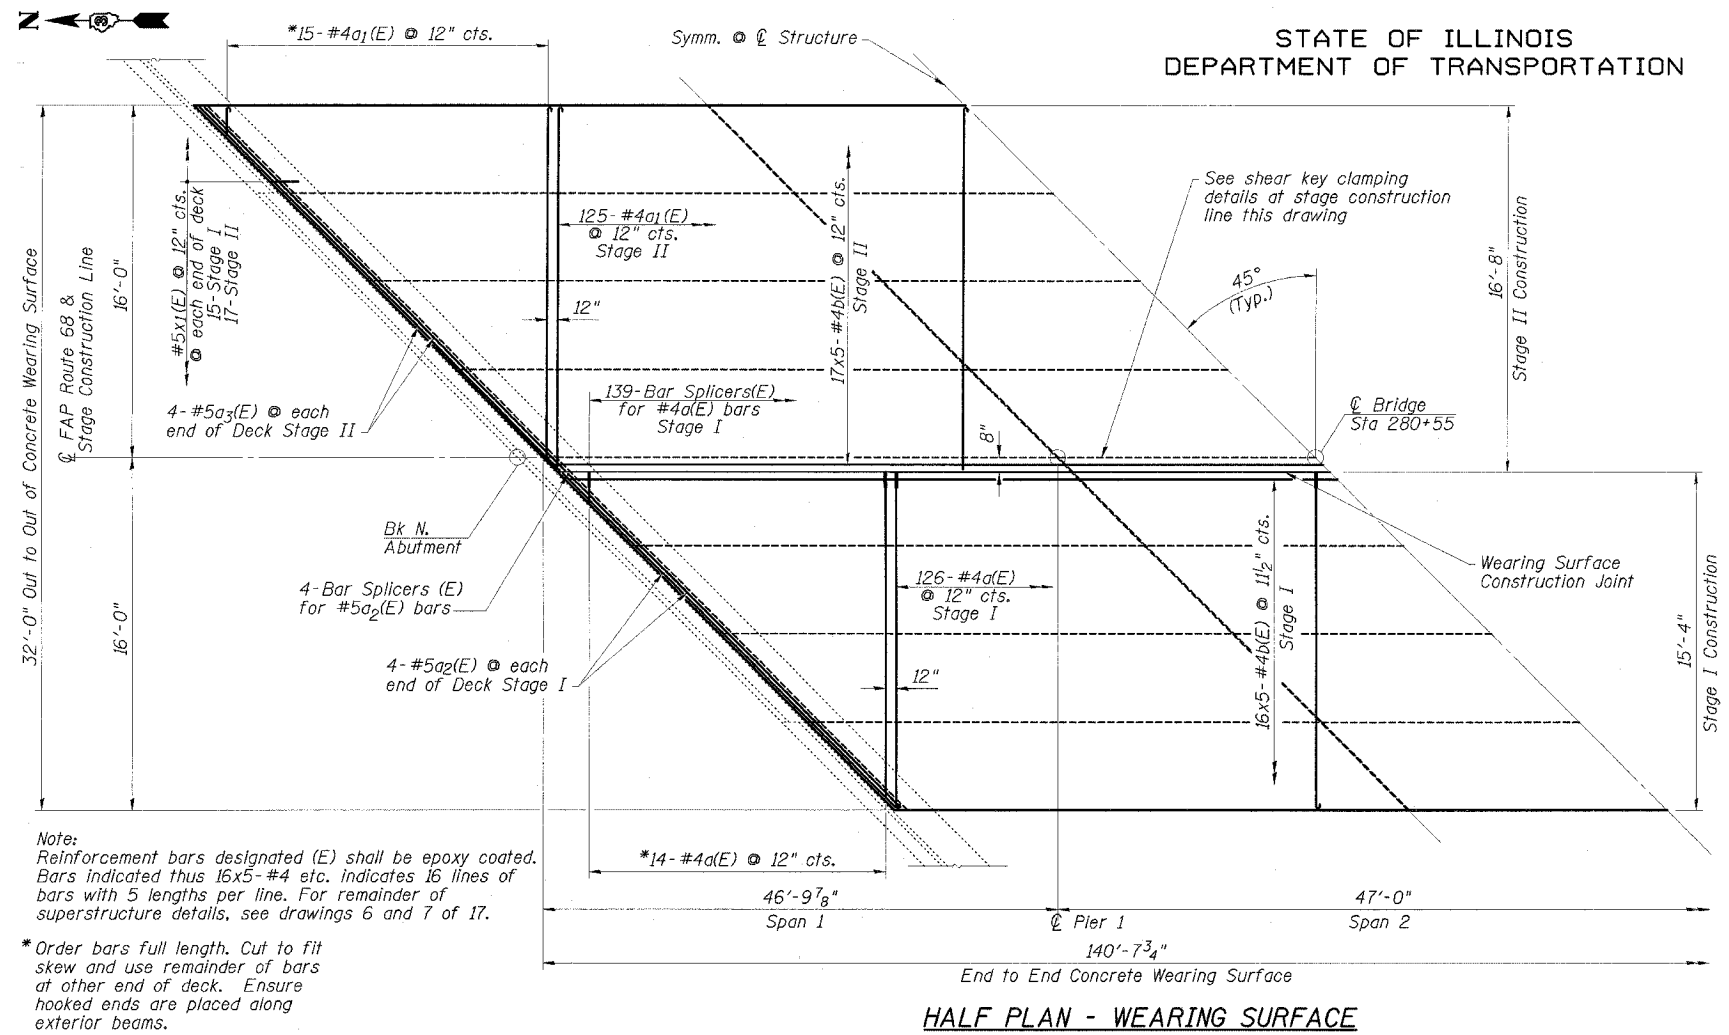 N
*15-#4a1(E) @ 12" cts.
Symm. @ ℄ Structure
STATE OF ILLINOIS
DEPARTMENT OF TRANSPORTATION
32'-0" Out to Out of Concrete Wearing Surface
℄ FAP Route 68 &
Stage Construction Line
16'-0"
16'-0"
#5x1(E) @ 12" cts.
@ each end of deck
15-Stage I
17-Stage II
125-#4a1(E)
@ 12" cts.
Stage II
12"
17x5-#4b(E) @ 12" cts.
Stage II
See shear key clamping
details at stage construction
line this drawing
45°
(Typ.)
16'-8"
Stage II Construction
4-#5a3(E) @ each
end of Deck Stage II
139-Bar Splicers(E)
for #4a(E) bars
Stage I
8"
℄ Bridge
Sta 280+55
Bk N.
Abutment
4-Bar Splicers (E)
for #5a2(E) bars
4-#5a2(E) @ each
end of Deck Stage I
126-#4a(E)
@ 12" cts.
Stage I
12"
16x5-#4b(E) @ 11½" cts.
Stage I
Wearing Surface
Construction Joint
15'-4"
Stage I Construction
Note:
Reinforcement bars designated (E) shall be epoxy coated.
Bars indicated thus 16x5-#4 etc. indicates 16 lines of
bars with 5 lengths per line. For remainder of
superstructure details, see drawings 6 and 7 of 17.
* Order bars full length. Cut to fit
skew and use remainder of bars
at other end of deck. Ensure
hooked ends are placed along
exterior beams.
*14-#4a(E) @ 12" cts.
46'-9⅞"
Span 1
℄ Pier 1
47'-0"
Span 2
140'-7¾"
End to End Concrete Wearing Surface
HALF PLAN - WEARING SURFACE